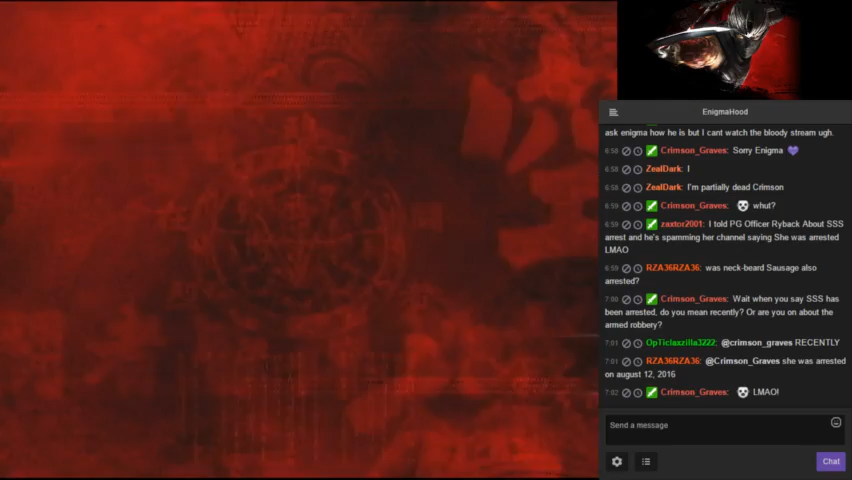 EnigmaHood
ask enigma how he is but I cant watch the bloody stream ugh.
6:58 Crimson_Graves: Sorry Enigma
6:58 ZealDark: I
6:58 ZealDark: I'm partially dead Crimson
6:59 Crimson_Graves: whut?
6:59 zaxtor2001: I told PG Officer Ryback About SSS
arrest and he's spamming her channel saying She was arrested
LMAO
6:59 RZA36RZA36: was neck-beard Sausage also
arrested?
7:00 Crimson_Graves: Wait when you say SSS has
been arrested, do you mean recently? Or are you on about the
armed robbery?
7:01 OpTiclaxzilla3222: @crimson_graves RECENTLY
7:01 RZA36RZA36: @Crimson_Graves she was arrested
on august 12, 2016
7:02 Crimson_Graves: LMAO!
Send a message
Chat